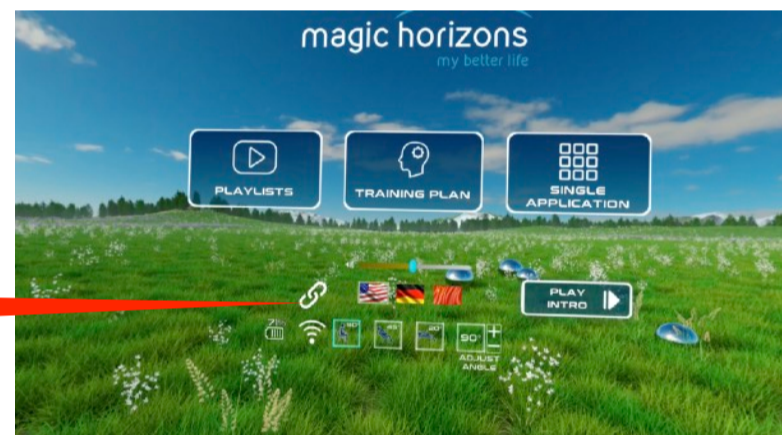 magic horizons
my better life
PLAYLISTS
TRAINING PLAN
SINGLE
APPLICATION
PLAY
INTRO
90°
ADJUST
ANGLE